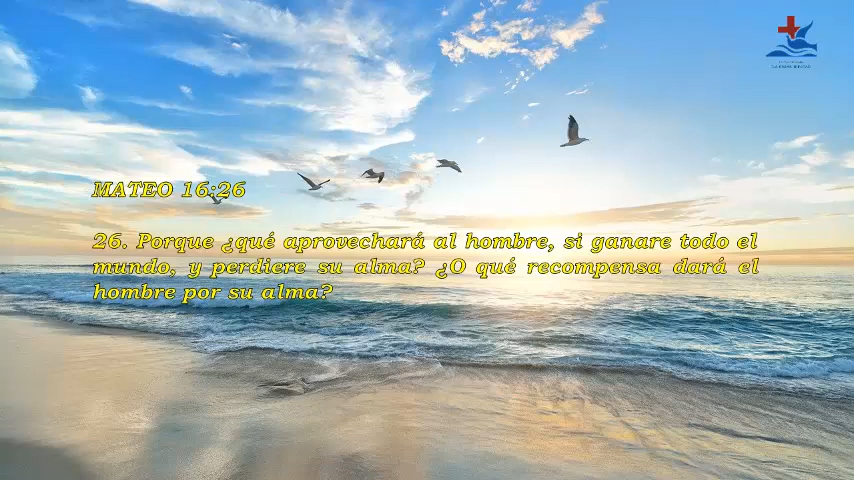 MATEO 16:26
26. Porque ¿qué aprovechará al hombre, si ganare todo el
mundo, y perdiere su alma? ¿O qué recompensa dará el
hombre por su alma?